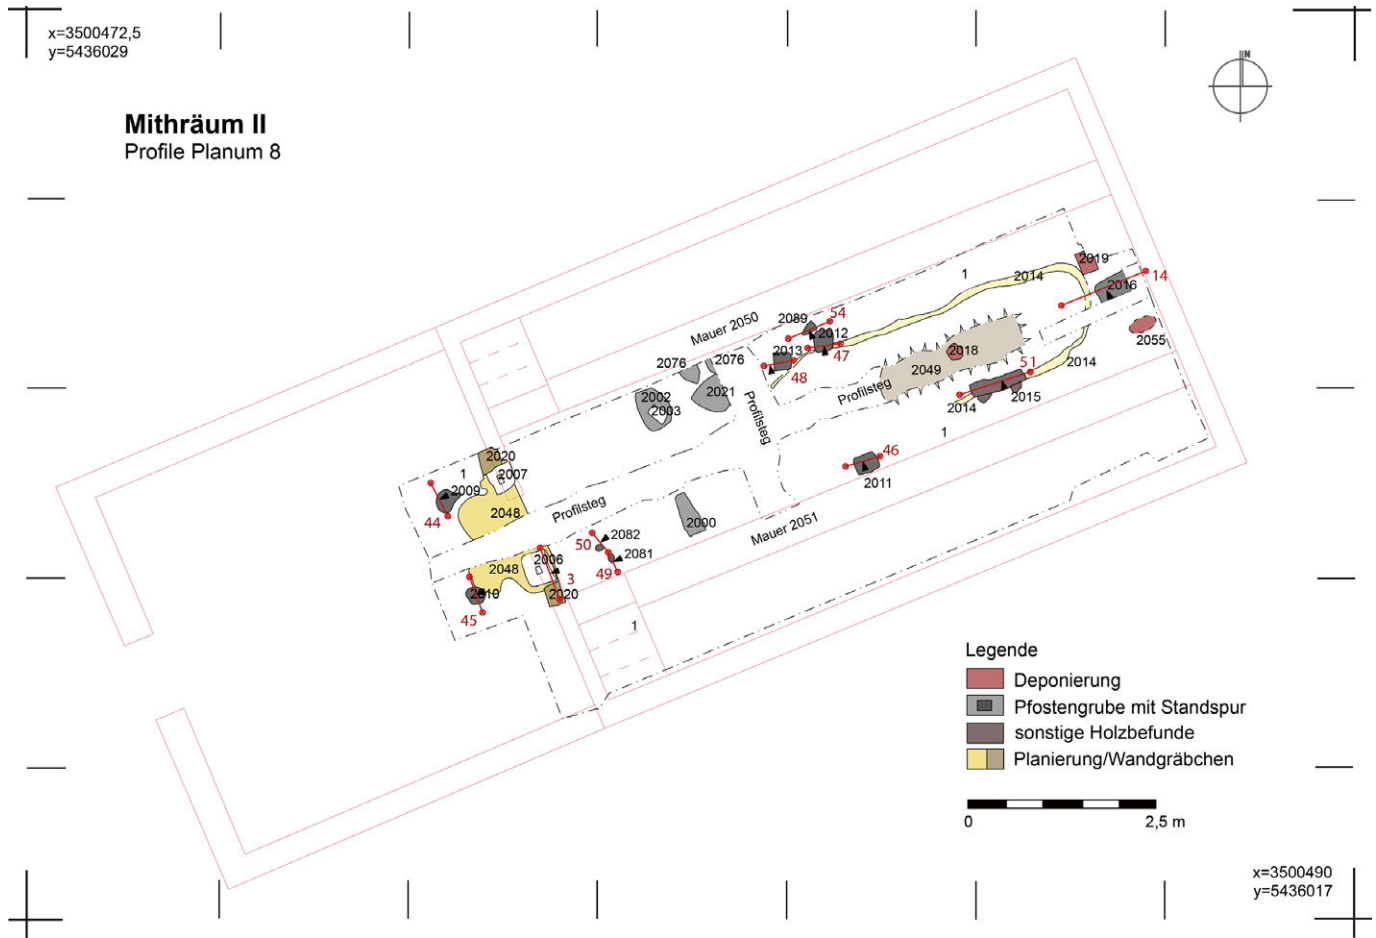 x=3500472,5
y=5436029
N
Mithräum II
Profile Planum 8
2019
14
1
2014
2016
54
Mauer 2050
2089
2012
2055
2013
47
2018
2076
2076
51
2014
48
2049
2002
2021
Profilsteg
2015
2003
2014
Profilsteg
1
46
2020
1
2007
2011
2009
2048
Profilsteg
44
2000
Mauer 2051
2082
50
2081
2006
2048
3
49
2010
2020
45
1
Legende
Deponierung
Pfostengrube mit Standspur
sonstige Holzbefunde
Planierung/Wandgräbchen
0
2,5 m
x=3500490
y=5436017